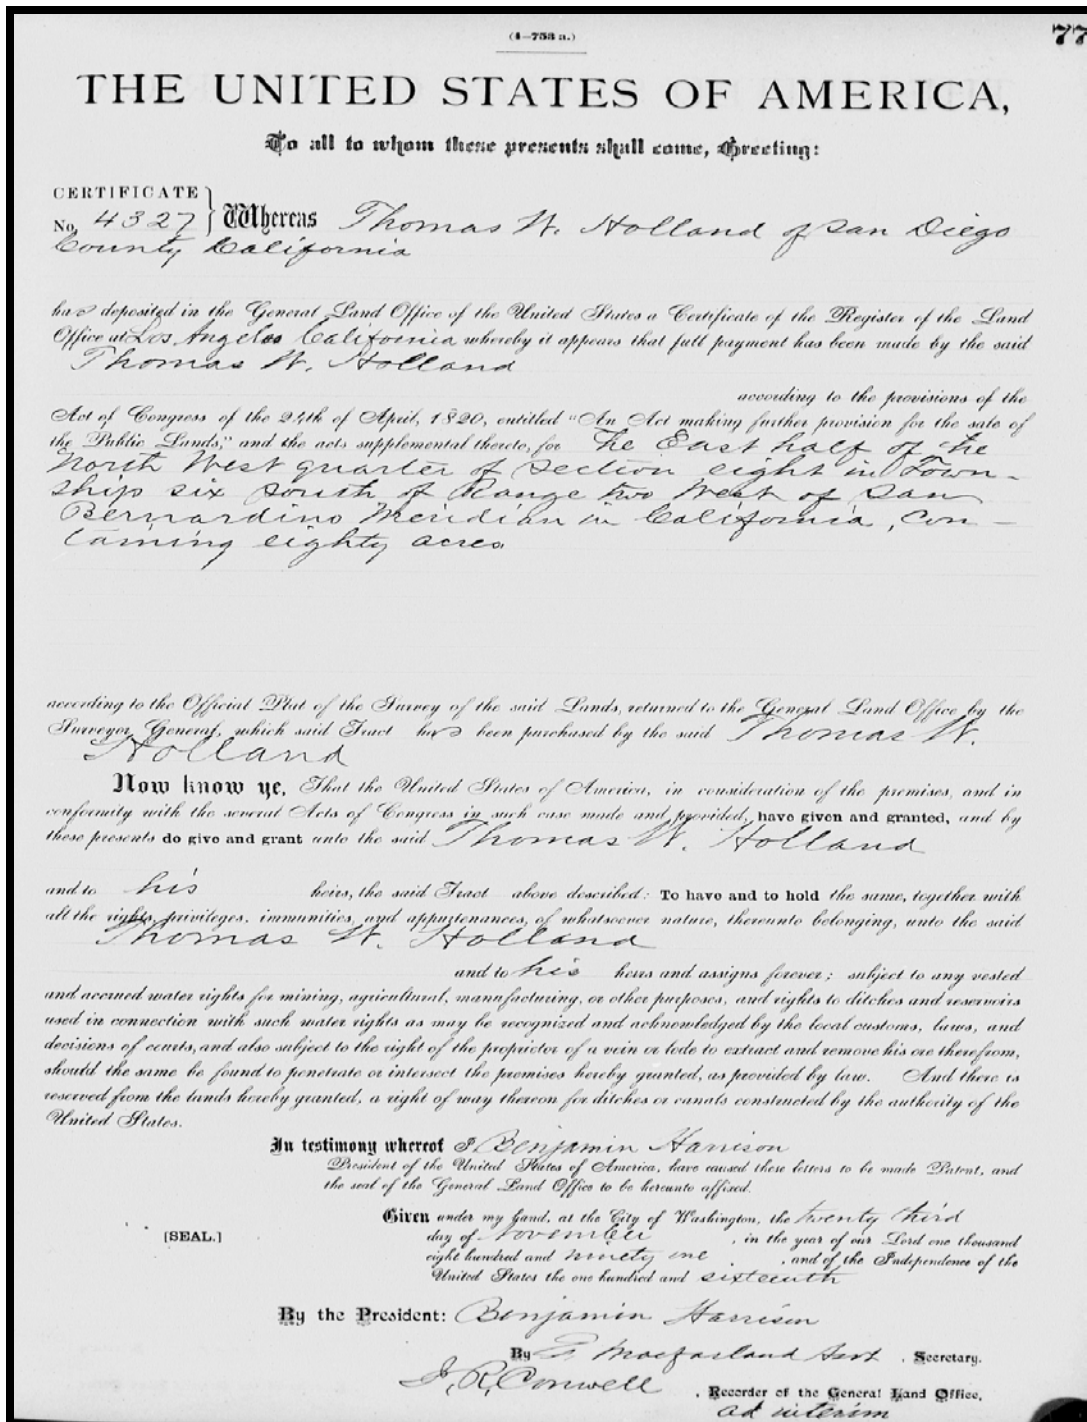 (4—758 a.)
77
THE UNITED STATES OF AMERICA,
To all to whom these presents shall come, Greeting:
CERTIFICATE
No. 4327 } Whereas Thomas W. Holland of San Diego
County California
has deposited in the General Land Office of the United States a Certificate of the Register of the Land
Office at Los Angeles California whereby it appears that full payment has been made by the said
Thomas W. Holland
according to the provisions of the
Act of Congress of the 24th of April, 1820, entitled “An Act making further provision for the sale of
the Public Lands,” and the acts supplemental thereto, for The East half of the
North West quarter of Section eight in Town-
ship six South of Range two West of San
Bernardino Meridian in California, con-
taining eighty acres
according to the Official Plat of the Survey of the said Lands, returned to the General Land Office by the
Surveyor General, which said Tract has been purchased by the said Thomas W.
Holland
Now know ye, That the United States of America, in consideration of the premises, and in
conformity with the several Acts of Congress in such case made and provided, have given and granted, and by
these presents do give and grant unto the said Thomas W. Holland
and to his heirs, the said Tract above described: To have and to hold the same, together with
all the rights, privileges, immunities, and appurtenances, of whatsoever nature, thereunto belonging, unto the said
Thomas W. Holland
and to his heirs and assigns forever; subject to any vested
and accrued water rights for mining, agricultural, manufacturing, or other purposes, and rights to ditches and reservoirs
used in connection with such water rights as may be recognized and acknowledged by the local customs, laws, and
decisions of courts, and also subject to the right of the proprietor of a vein or lode to extract and remove his ore therefrom,
should the same be found to penetrate or intersect the premises hereby granted, as provided by law. And there is
reserved from the lands hereby granted, a right of way thereon for ditches or canals constructed by the authority of the
United States.
In testimony whereof I, Benjamin Harrison
President of the United States of America, have caused these letters to be made Patent, and
the seal of the General Land Office to be hereunto affixed.
Given under my hand, at the City of Washington, the twenty third
[SEAL.] day of November, in the year of our Lord one thousand
eight hundred and ninety one, and of the Independence of the
United States the one hundred and sixteenth
By the President: Benjamin Harrison
By Macfarland Asst. Secretary.
J. R. Conwell, Recorder of the General Land Office,
ad interim